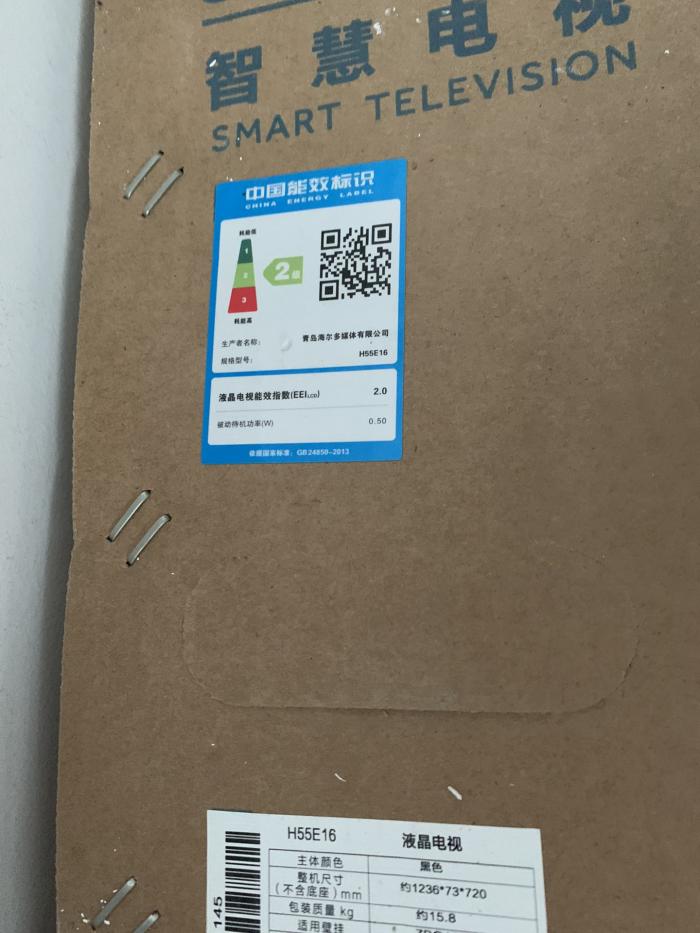 智慧电视
SMART TELEVISION
中国能效标识
CHINA ENERGY LABEL
耗能低
1
2
3
2级
耗能高
生产者名称：
青岛海尔多媒体有限公司
规格型号：
H55E16
液晶电视能效指数(EEILCD)
2.0
被动待机功率(W)
0.50
依据国家标准：GB24850-2013
H55E16
液晶电视
主体颜色
黑色
整机尺寸
(不含底座)mm
约1236*73*720
包装质量 kg
约15.8
适用壁挂
145